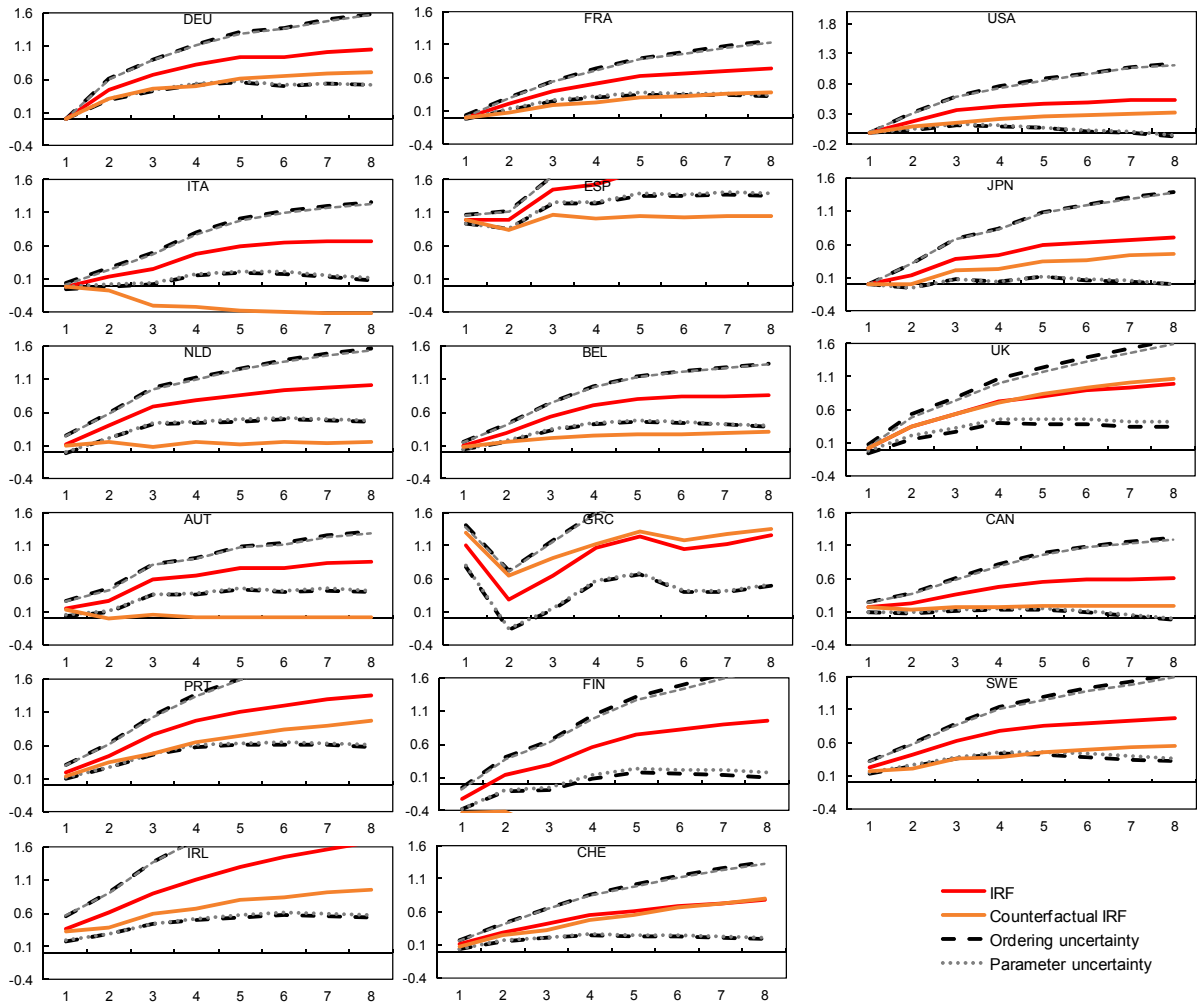 DEU
1.6
1.1
0.6
0.1
-0.4
1 2 3 4 5 6 7 8
FRA
1.6
1.1
0.6
0.1
-0.4
1 2 3 4 5 6 7 8
USA
1.8
1.3
0.8
0.3
-0.2
1 2 3 4 5 6 7 8
ITA
1.6
1.1
0.6
0.1
-0.4
1 2 3 4 5 6 7 8
ESP
1.6
1.1
0.6
0.1
-0.4
1 2 3 4 5 6 7 8
JPN
1.6
1.1
0.6
0.1
-0.4
1 2 3 4 5 6 7 8
NLD
1.6
1.1
0.6
0.1
-0.4
1 2 3 4 5 6 7 8
BEL
1.6
1.1
0.6
0.1
-0.4
1 2 3 4 5 6 7 8
UK
1.6
1.1
0.6
0.1
-0.4
1 2 3 4 5 6 7 8
AUT
1.6
1.1
0.6
0.1
-0.4
1 2 3 4 5 6 7 8
GRC
1.6
1.1
0.6
0.1
-0.4
1 2 3 4 5 6 7 8
CAN
1.6
1.1
0.6
0.1
-0.4
1 2 3 4 5 6 7 8
PRT
1.6
1.1
0.6
0.1
-0.4
1 2 3 4 5 6 7 8
FIN
1.6
1.1
0.6
0.1
-0.4
1 2 3 4 5 6 7 8
SWE
1.6
1.1
0.6
0.1
-0.4
1 2 3 4 5 6 7 8
IRL
1.6
1.1
0.6
0.1
-0.4
1 2 3 4 5 6 7 8
CHE
1.6
1.1
0.6
0.1
-0.4
1 2 3 4 5 6 7 8
IRF
Counterfactual IRF
Ordering uncertainty
Parameter uncertainty